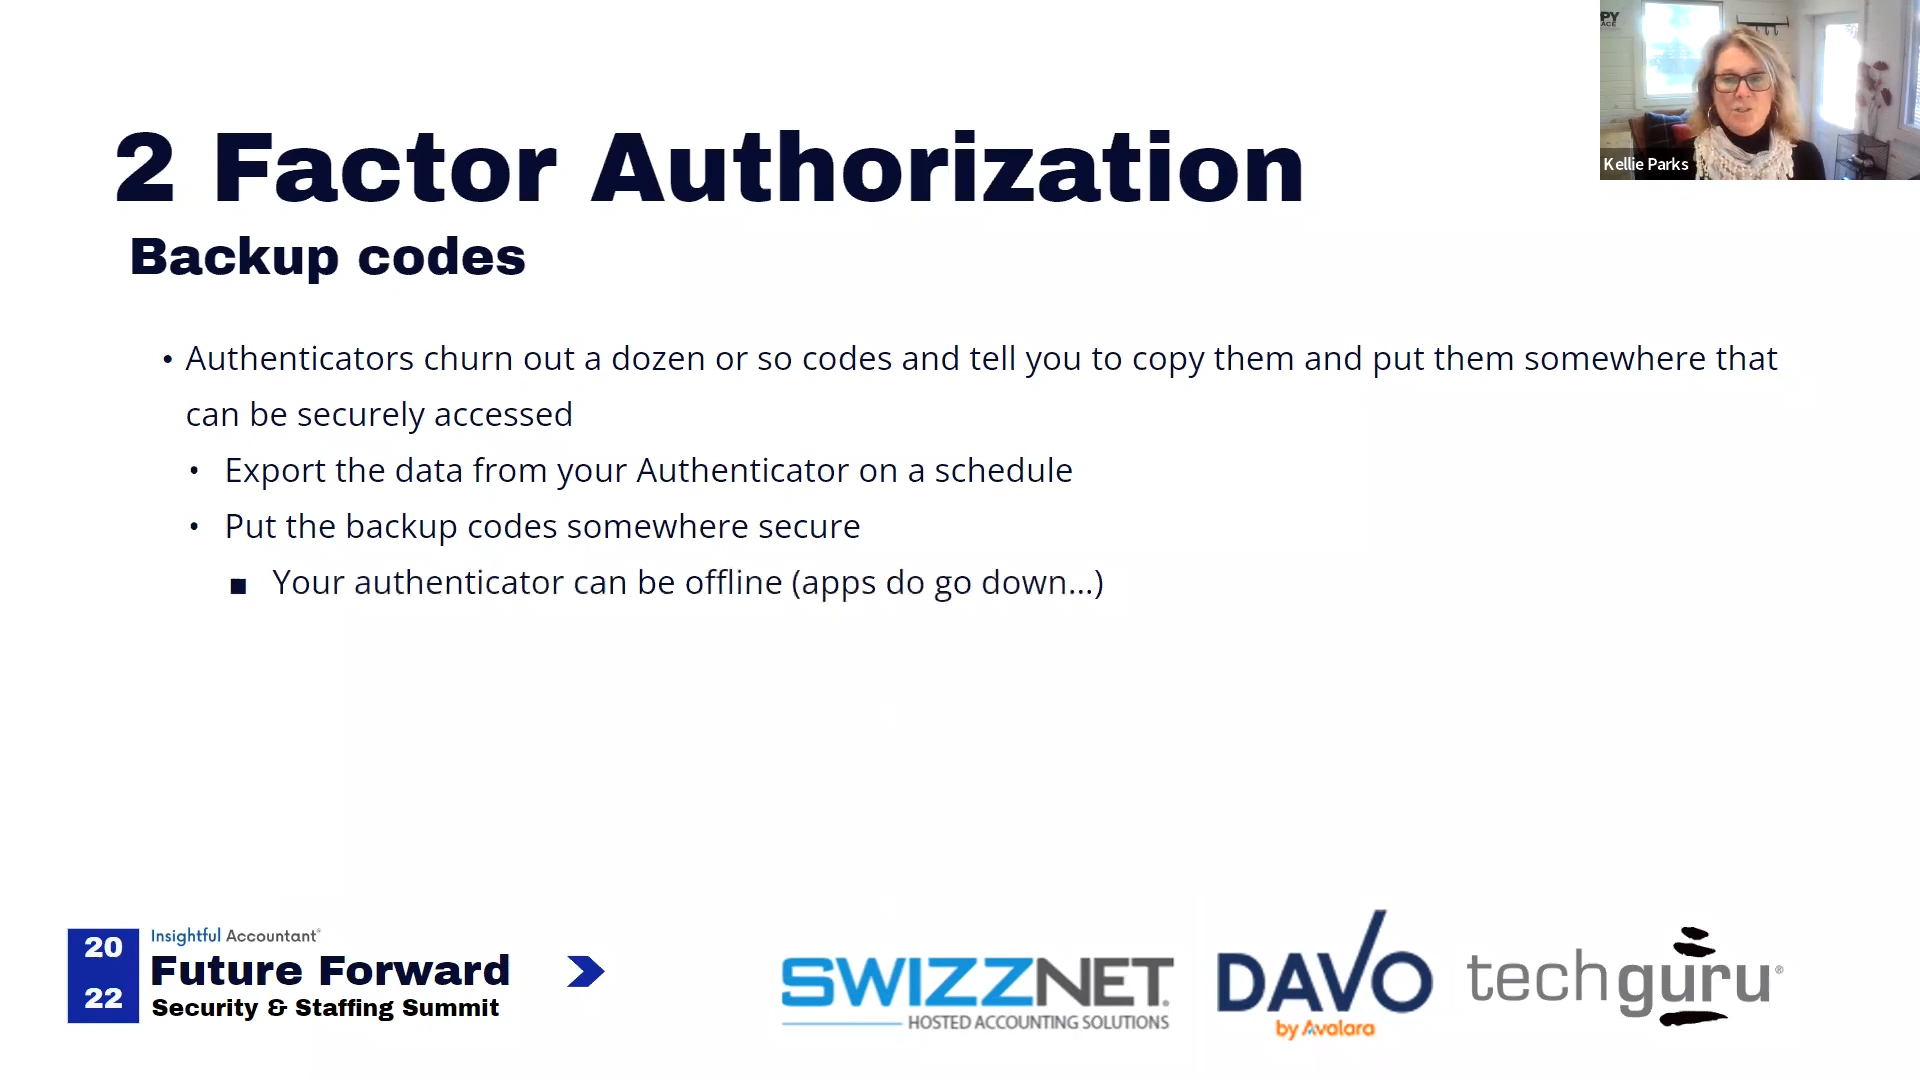 2 Factor Authorization
Backup codes
• Authenticators churn out a dozen or so codes and tell you to copy them and put them somewhere that
can be securely accessed
• Export the data from your Authenticator on a schedule
• Put the backup codes somewhere secure
■ Your authenticator can be offline (apps do go down...)
PY
ACE
Kellie Parks
20
22
Insightful Accountant®
Future Forward
Security & Staffing Summit
SWIZZNET.
HOSTED ACCOUNTING SOLUTIONS
DAVO
by Avalara
techguru®